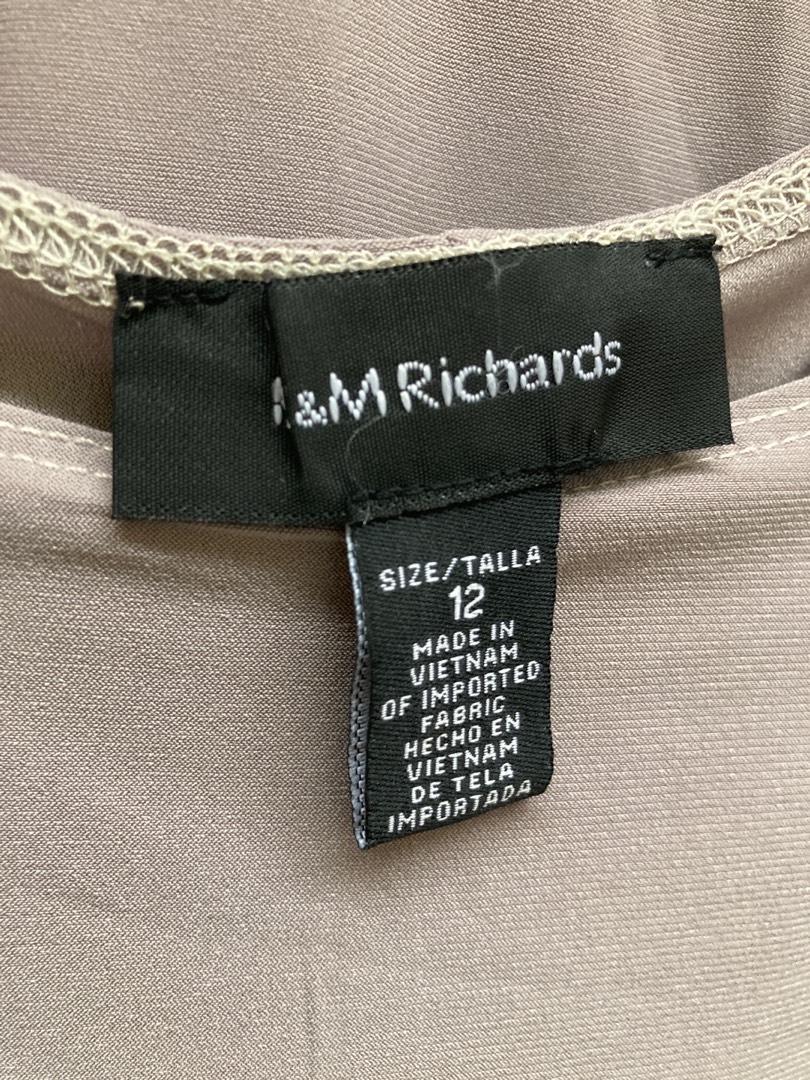 &M Richards
SIZE/TALLA
12
MADE IN
VIETNAM
OF IMPORTED
FABRIC
HECHO EN
VIETNAM
DE TELA
IMPORTADA